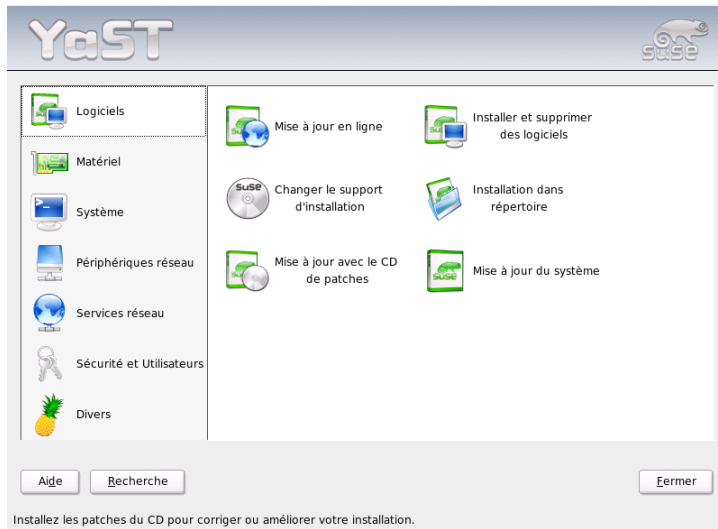 YaST
SUSE
Logiciels
Matériel
Système
Périphériques réseau
Services réseau
Sécurité et Utilisateurs
Divers
Mise à jour en ligne
Installer et supprimer
des logiciels
SuSE
Changer le support
d'installation
Installation dans
répertoire
Mise à jour avec le CD
de patches
SUSE
Mise à jour du système
Aide
Recherche
Fermer
Installez les patches du CD pour corriger ou améliorer votre installation.